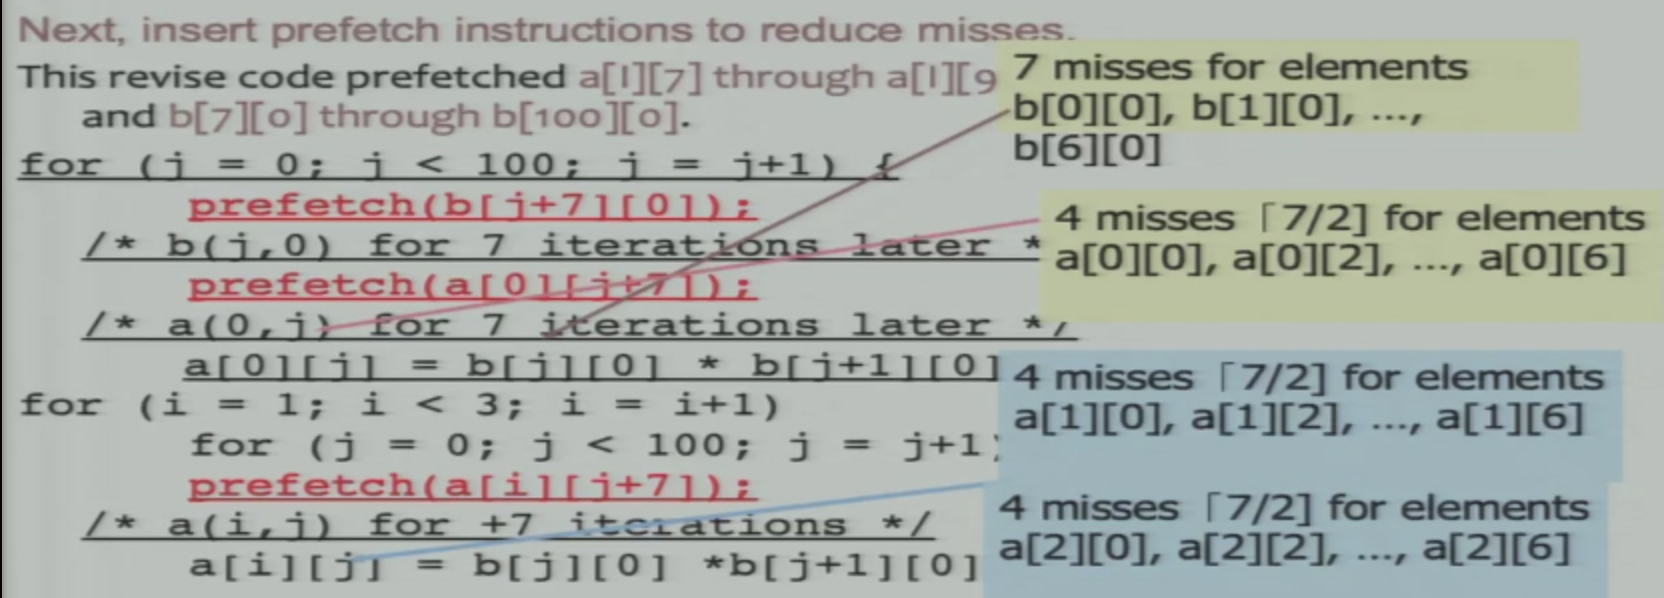 Next, insert prefetch instructions to reduce misses.
This revise code prefetched a[I][7] through a[I][9
and b[7][0] through b[100][0].
for (j = 0; j < 100; j = j+1) {
prefetch(b[j+7][0]);
/* b(j,0) for 7 iterations later *
prefetch(a[0][j+7]);
/* a(0,j) for 7 iterations later */
a[0][j] = b[j][0] * b[j+1][0]
for (i = 1; i < 3; i = i+1)
for (j = 0; j < 100; j = j+1)
prefetch(a[i][j+7]);
/* a(i,j) for +7 iterations */
a[i][j] = b[j][0] *b[j+1][0]
7 misses for elements
b[0][0], b[1][0], ...,
b[6][0]
4 misses ⌈7/2] for elements
a[0][0], a[0][2], ..., a[0][6]
4 misses ⌈7/2] for elements
a[1][0], a[1][2], ..., a[1][6]
4 misses ⌈7/2] for elements
a[2][0], a[2][2], ..., a[2][6]